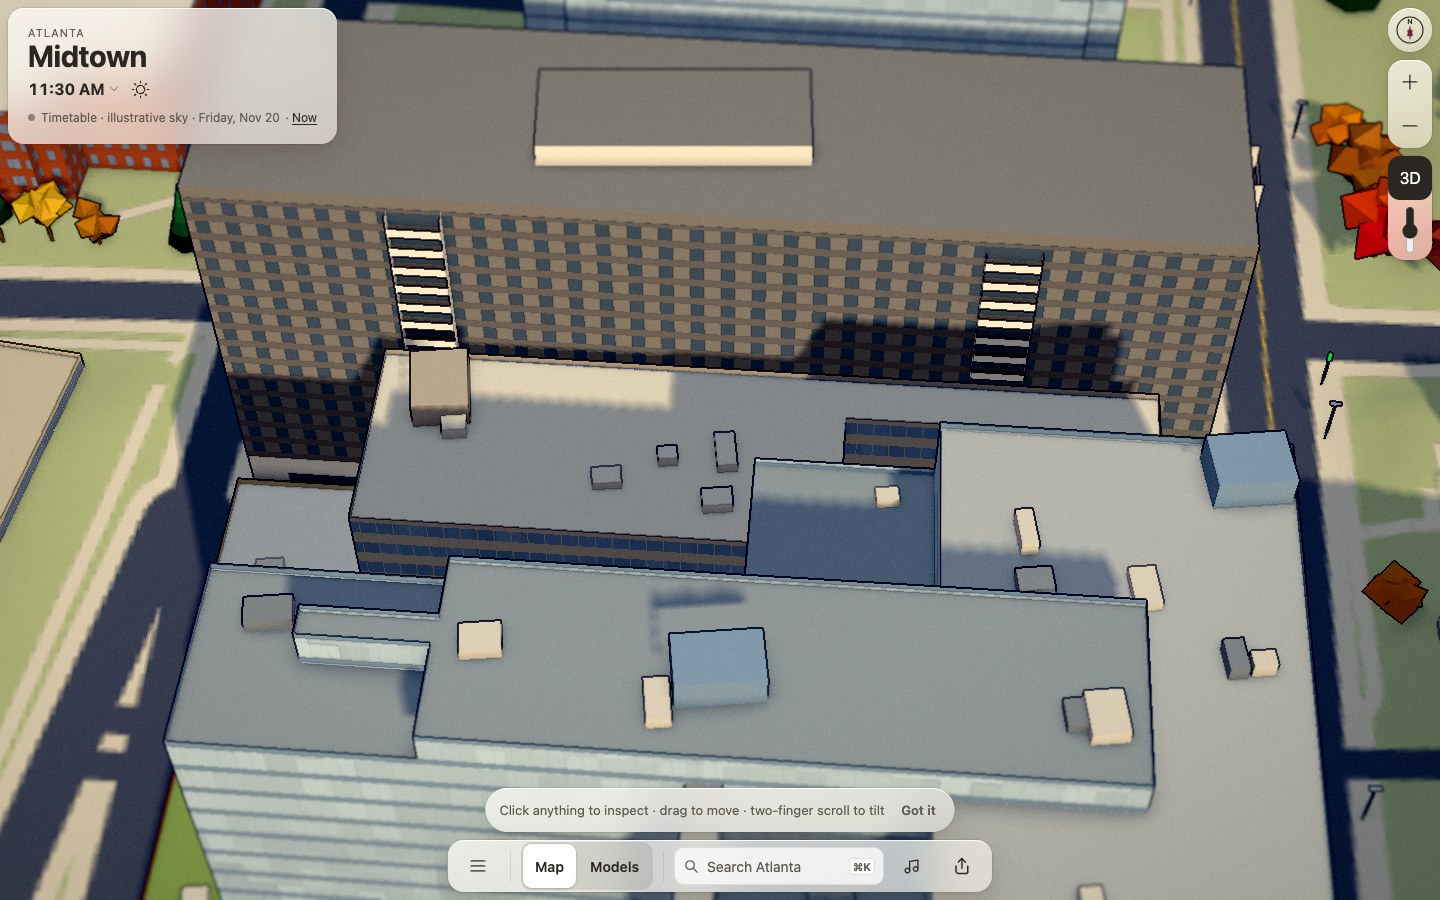 ATLANTA
Midtown
11:30 AM
Timetable · illustrative sky · Friday, Nov 20 · Now
N
+
−
3D
Click anything to inspect · drag to move · two-finger scroll to tilt Got it
Map Models Search Atlanta ⌘K